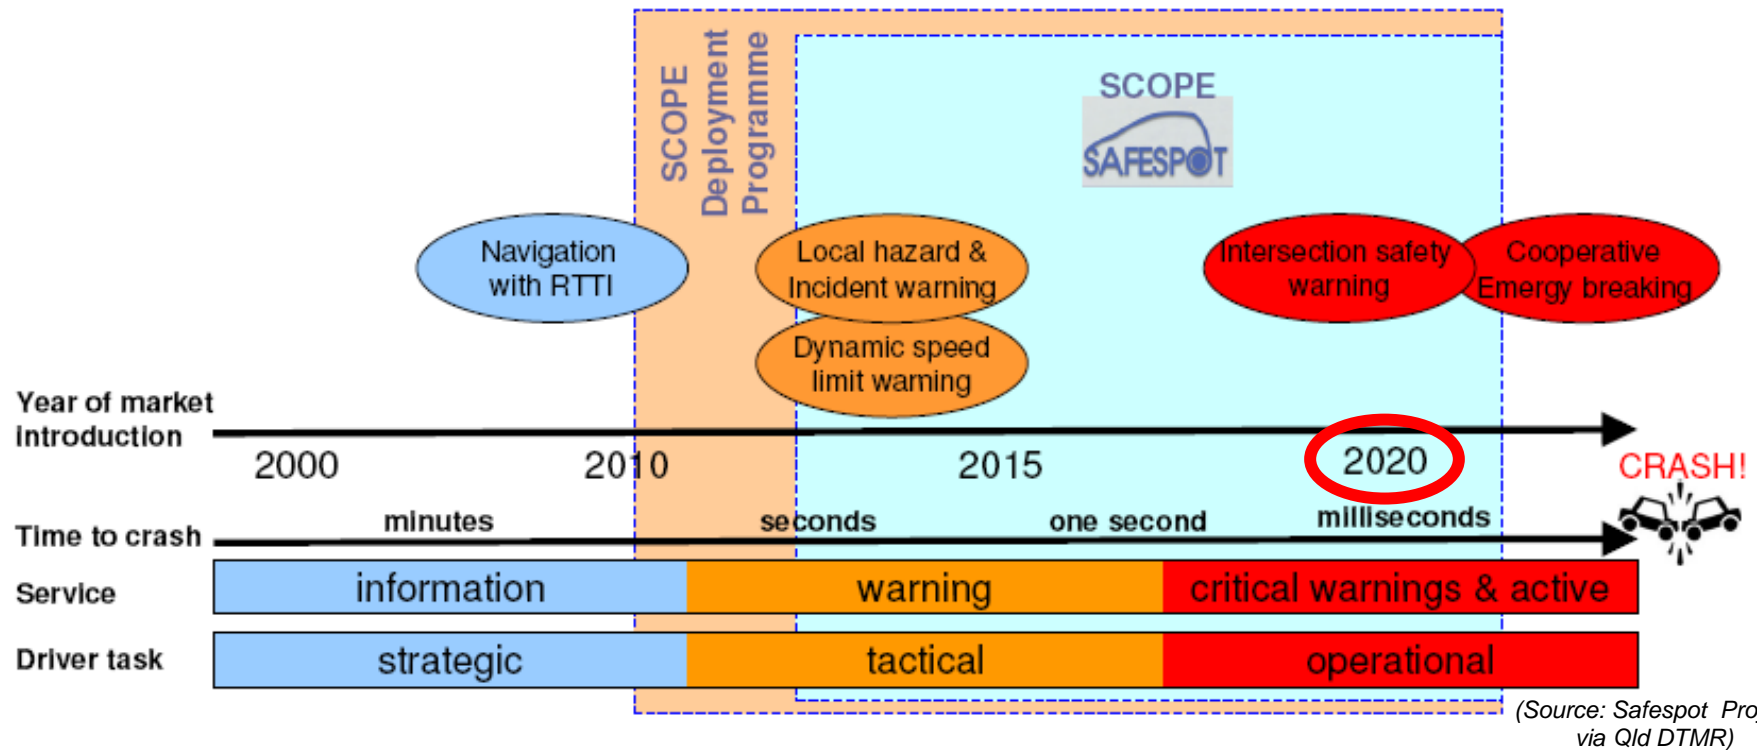 SCOPE
Deployment
Programme
SCOPE
SAFESPOT
Navigation
with RTTI
Local hazard &
Incident warning
Intersection safety
warning
Cooperative
Emergy breaking
Dynamic speed
limit warning
Year of market
introduction
2000
2010
2015
2020
CRASH!
Time to crash
minutes
seconds
one second
milliseconds
Service
information
warning
critical warnings & active
Driver task
strategic
tactical
operational
(Source: Safespot Pro
via Qld DTMR)